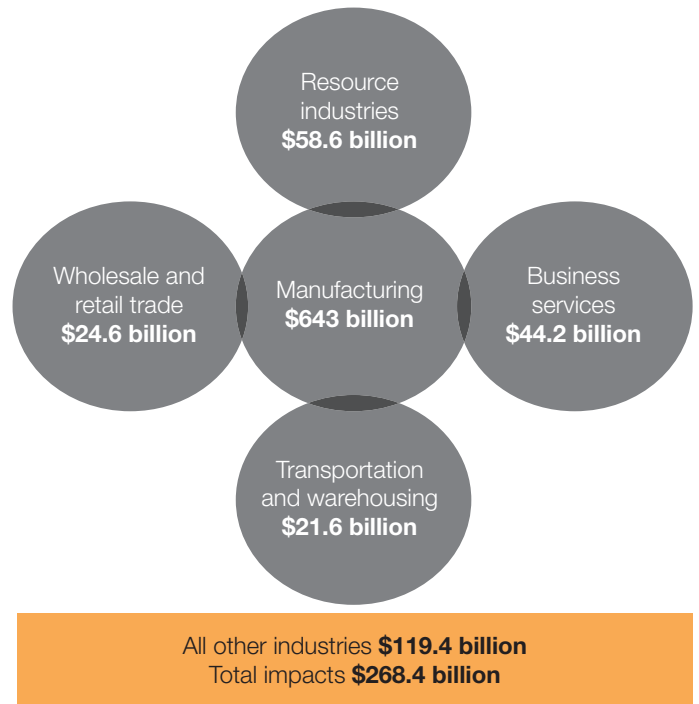 Resource
industries
$58.6 billion
Wholesale and
retail trade
$24.6 billion
Manufacturing
$643 billion
Business
services
$44.2 billion
Transportation
and warehousing
$21.6 billion
All other industries $119.4 billion
Total impacts $268.4 billion